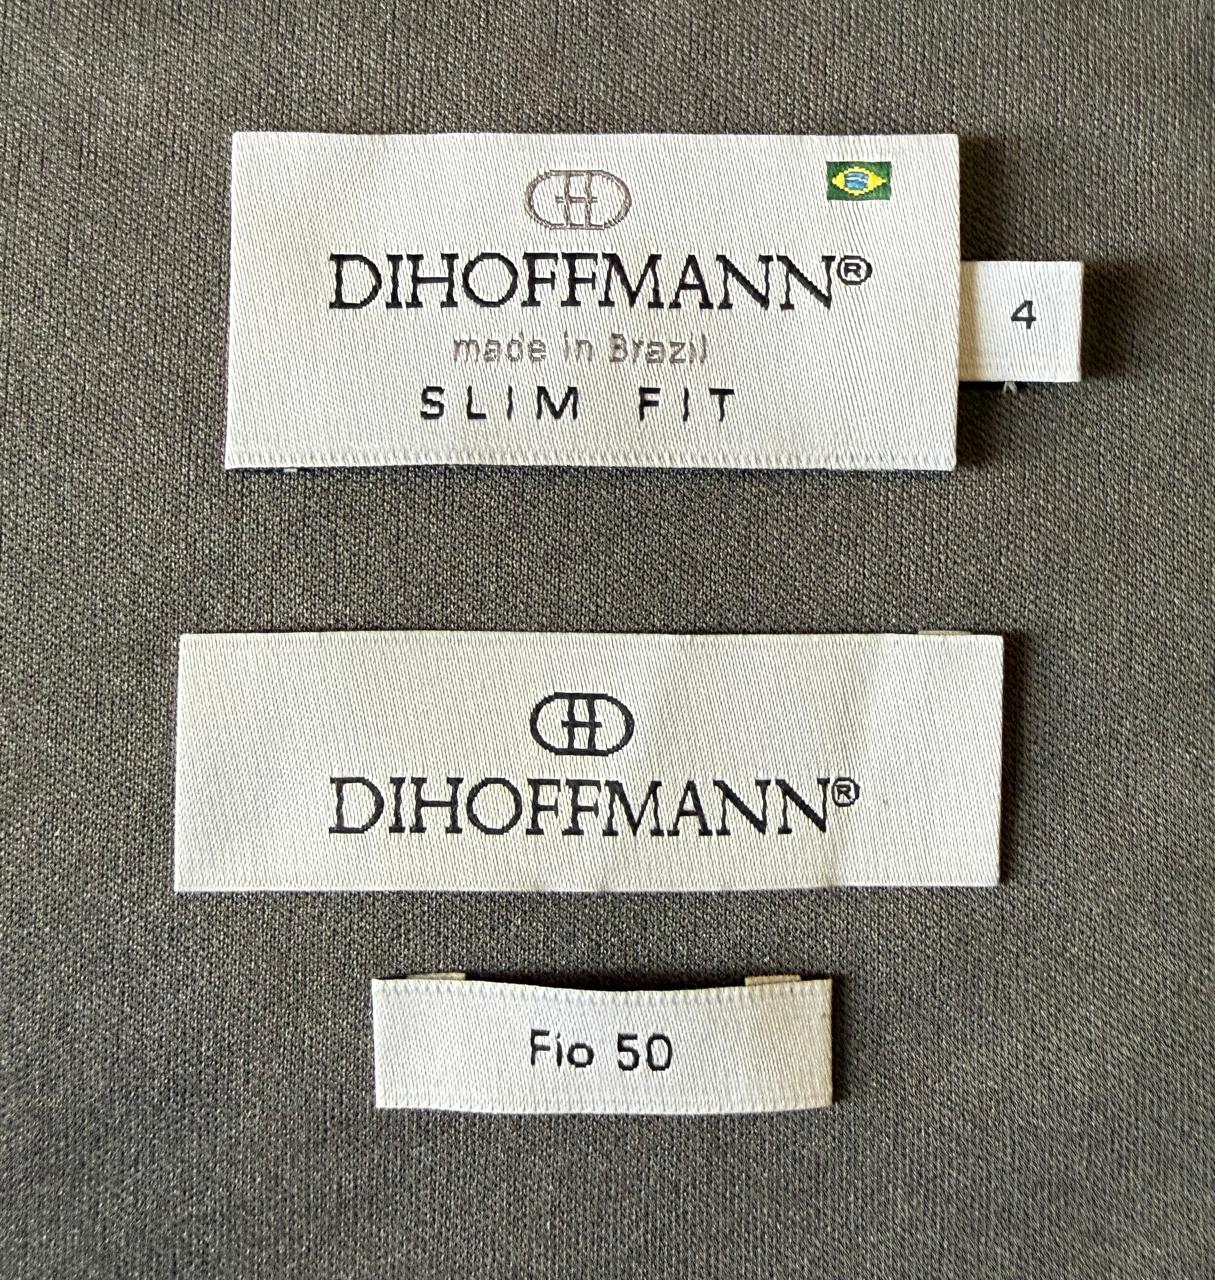 DIHOFFMANN®
made in Brazil
SLIM FIT
4
DIHOFFMANN®
Fio 50